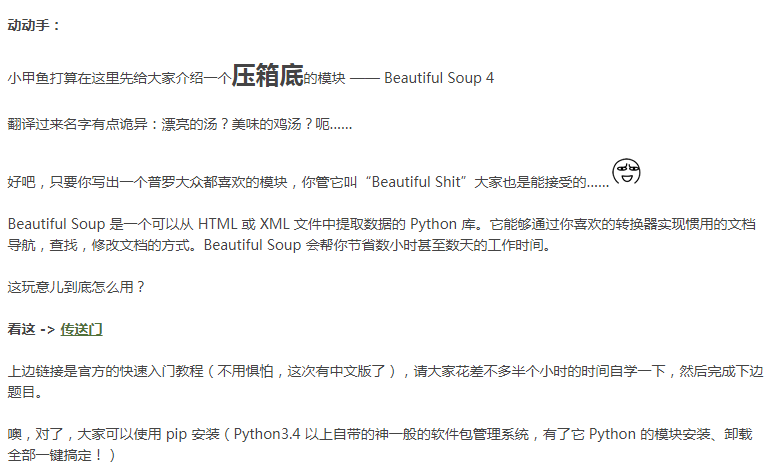 动动手：
小甲鱼打算在这里先给大家介绍一个压箱底的模块 —— Beautiful Soup 4
翻译过来名字有点诡异：漂亮的汤？美味的鸡汤？呃……
好吧，只要你写出一个普罗大众都喜欢的模块，你管它叫“Beautiful Shit”大家也是能接受的……
Beautiful Soup 是一个可以从 HTML 或 XML 文件中提取数据的 Python 库。它能够通过你喜欢的转换器实现惯用的文档
导航，查找，修改文档的方式。Beautiful Soup 会帮你节省数小时甚至数天的工作时间。
这玩意儿到底怎么用？
看这 -> 传送门
上边链接是官方的快速入门教程（不用惧怕，这次有中文版了），请大家花差不多半个小时的时间自学一下，然后完成下边
题目。
噢，对了，大家可以使用 pip 安装（Python3.4 以上自带的神一般的软件包管理系统，有了它 Python 的模块安装、卸载
全部一键搞定！）